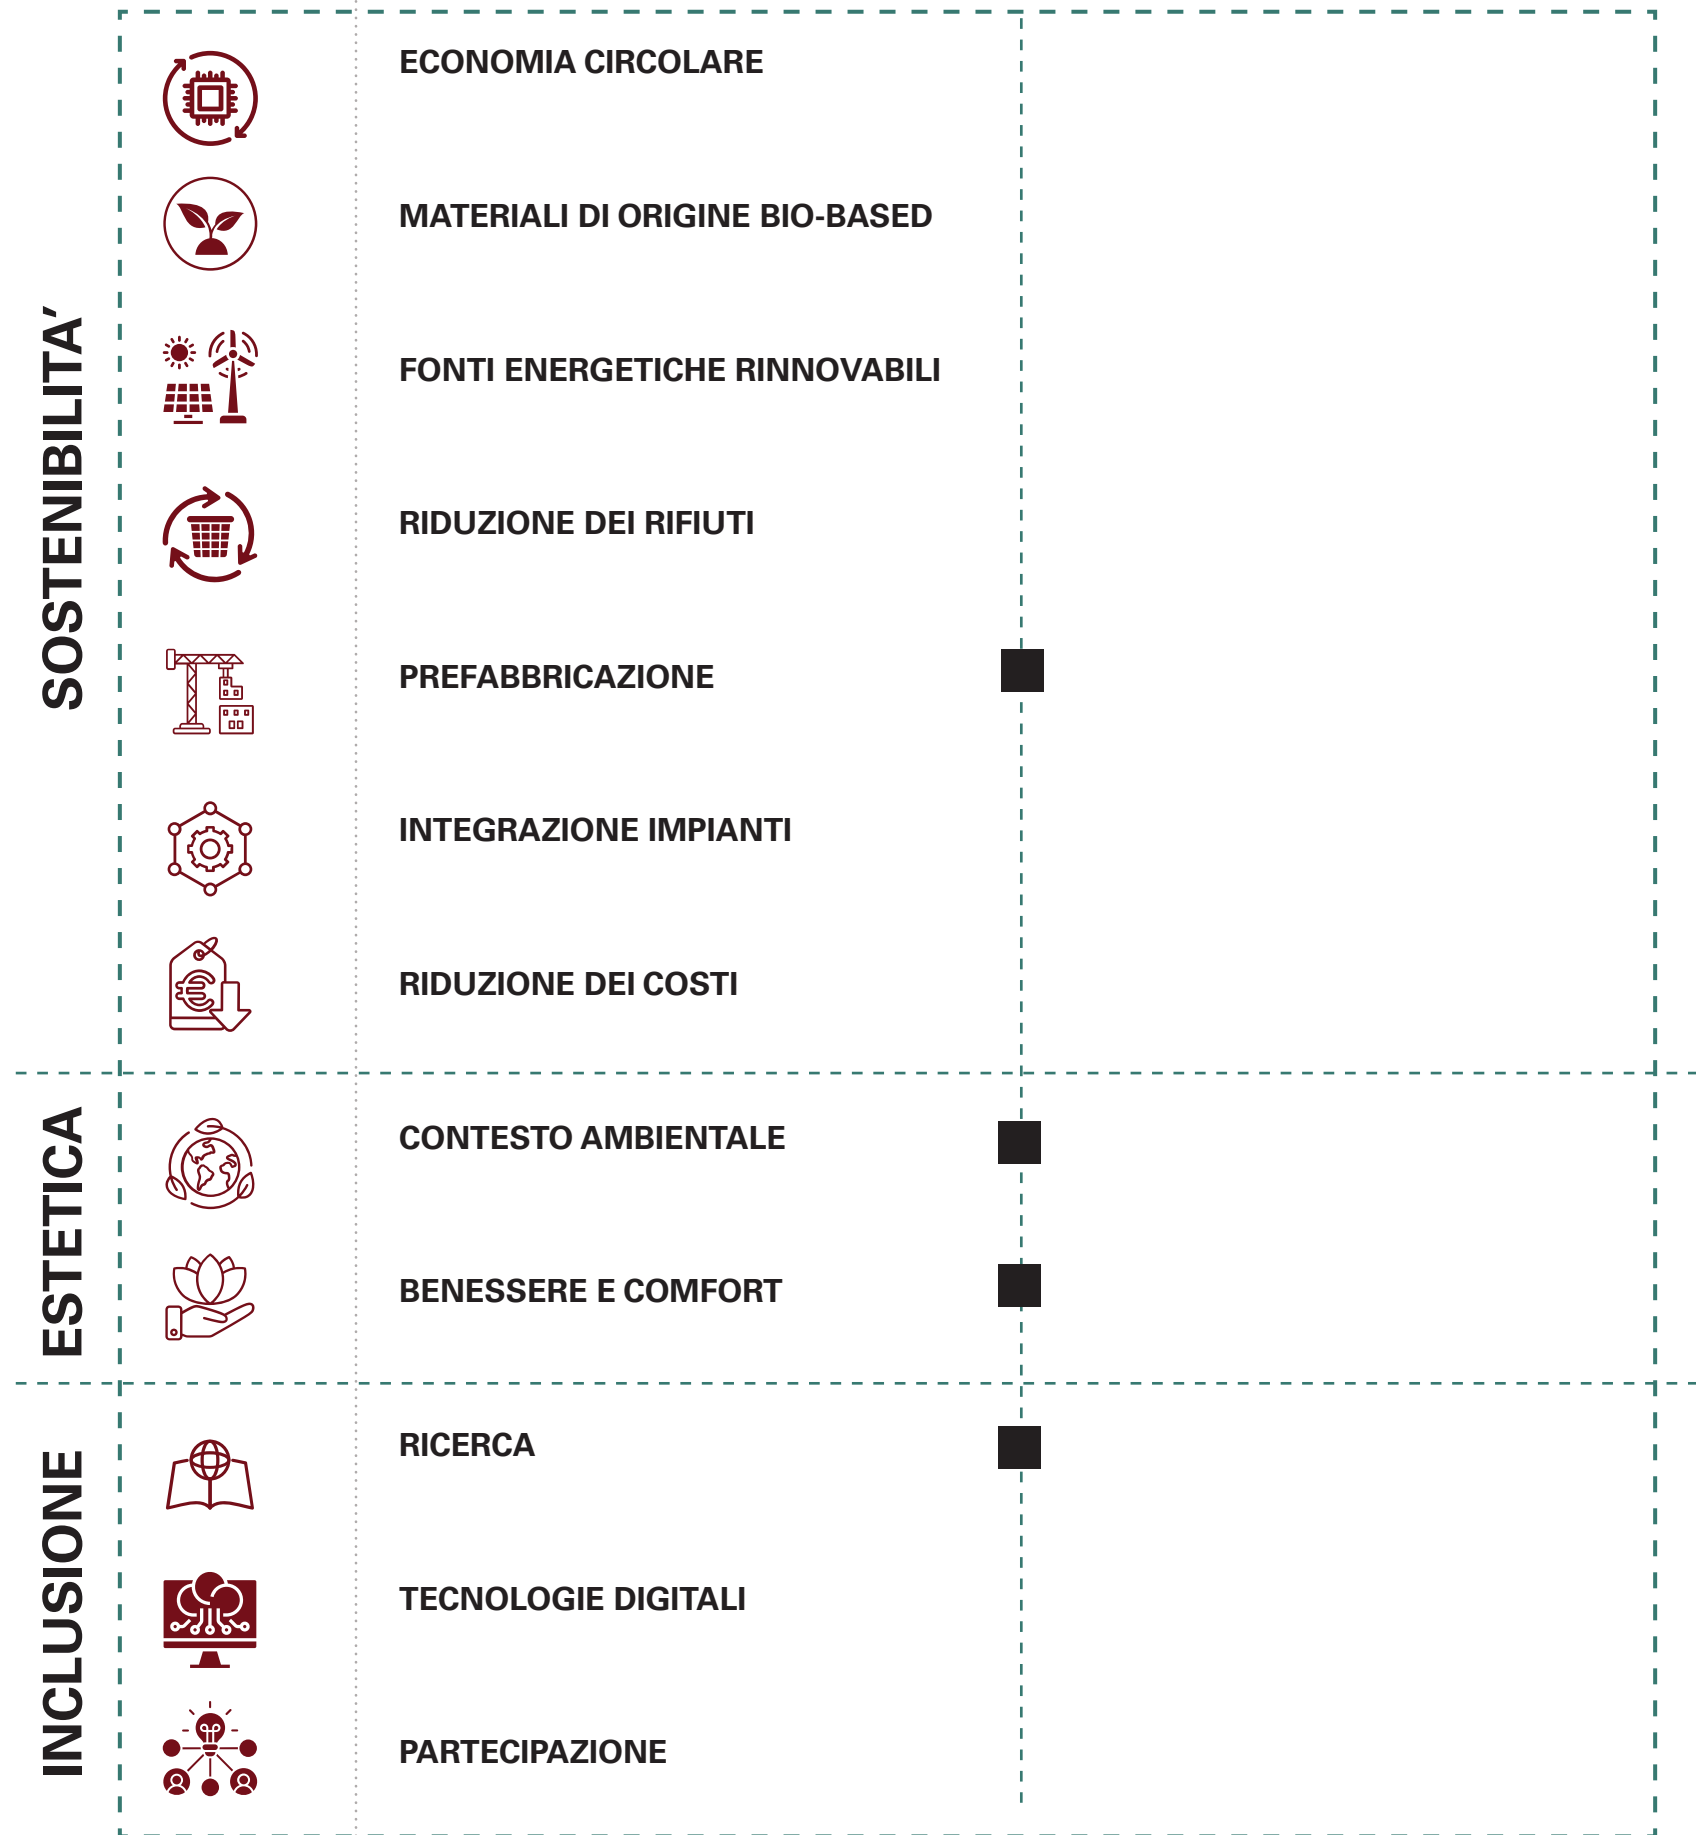 SOSTENIBILITA’
ECONOMIA CIRCOLARE
MATERIALI DI ORIGINE BIO-BASED
FONTI ENERGETICHE RINNOVABILI
RIDUZIONE DEI RIFIUTI
PREFABBRICAZIONE
INTEGRAZIONE IMPIANTI
RIDUZIONE DEI COSTI
ESTETICA
CONTESTO AMBIENTALE
BENESSERE E COMFORT
INCLUSIONE
RICERCA
TECNOLOGIE DIGITALI
PARTECIPAZIONE